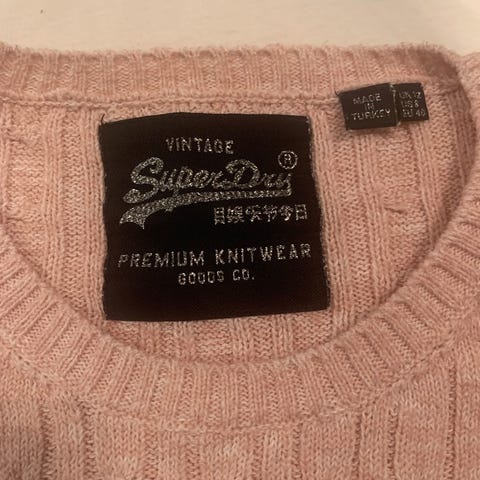 VINTAGE
SuperDry®
PREMIUM KNITWEAR
GOODS CO.
MADE
IN
TURKEY
UK 12
US 8
EU 40